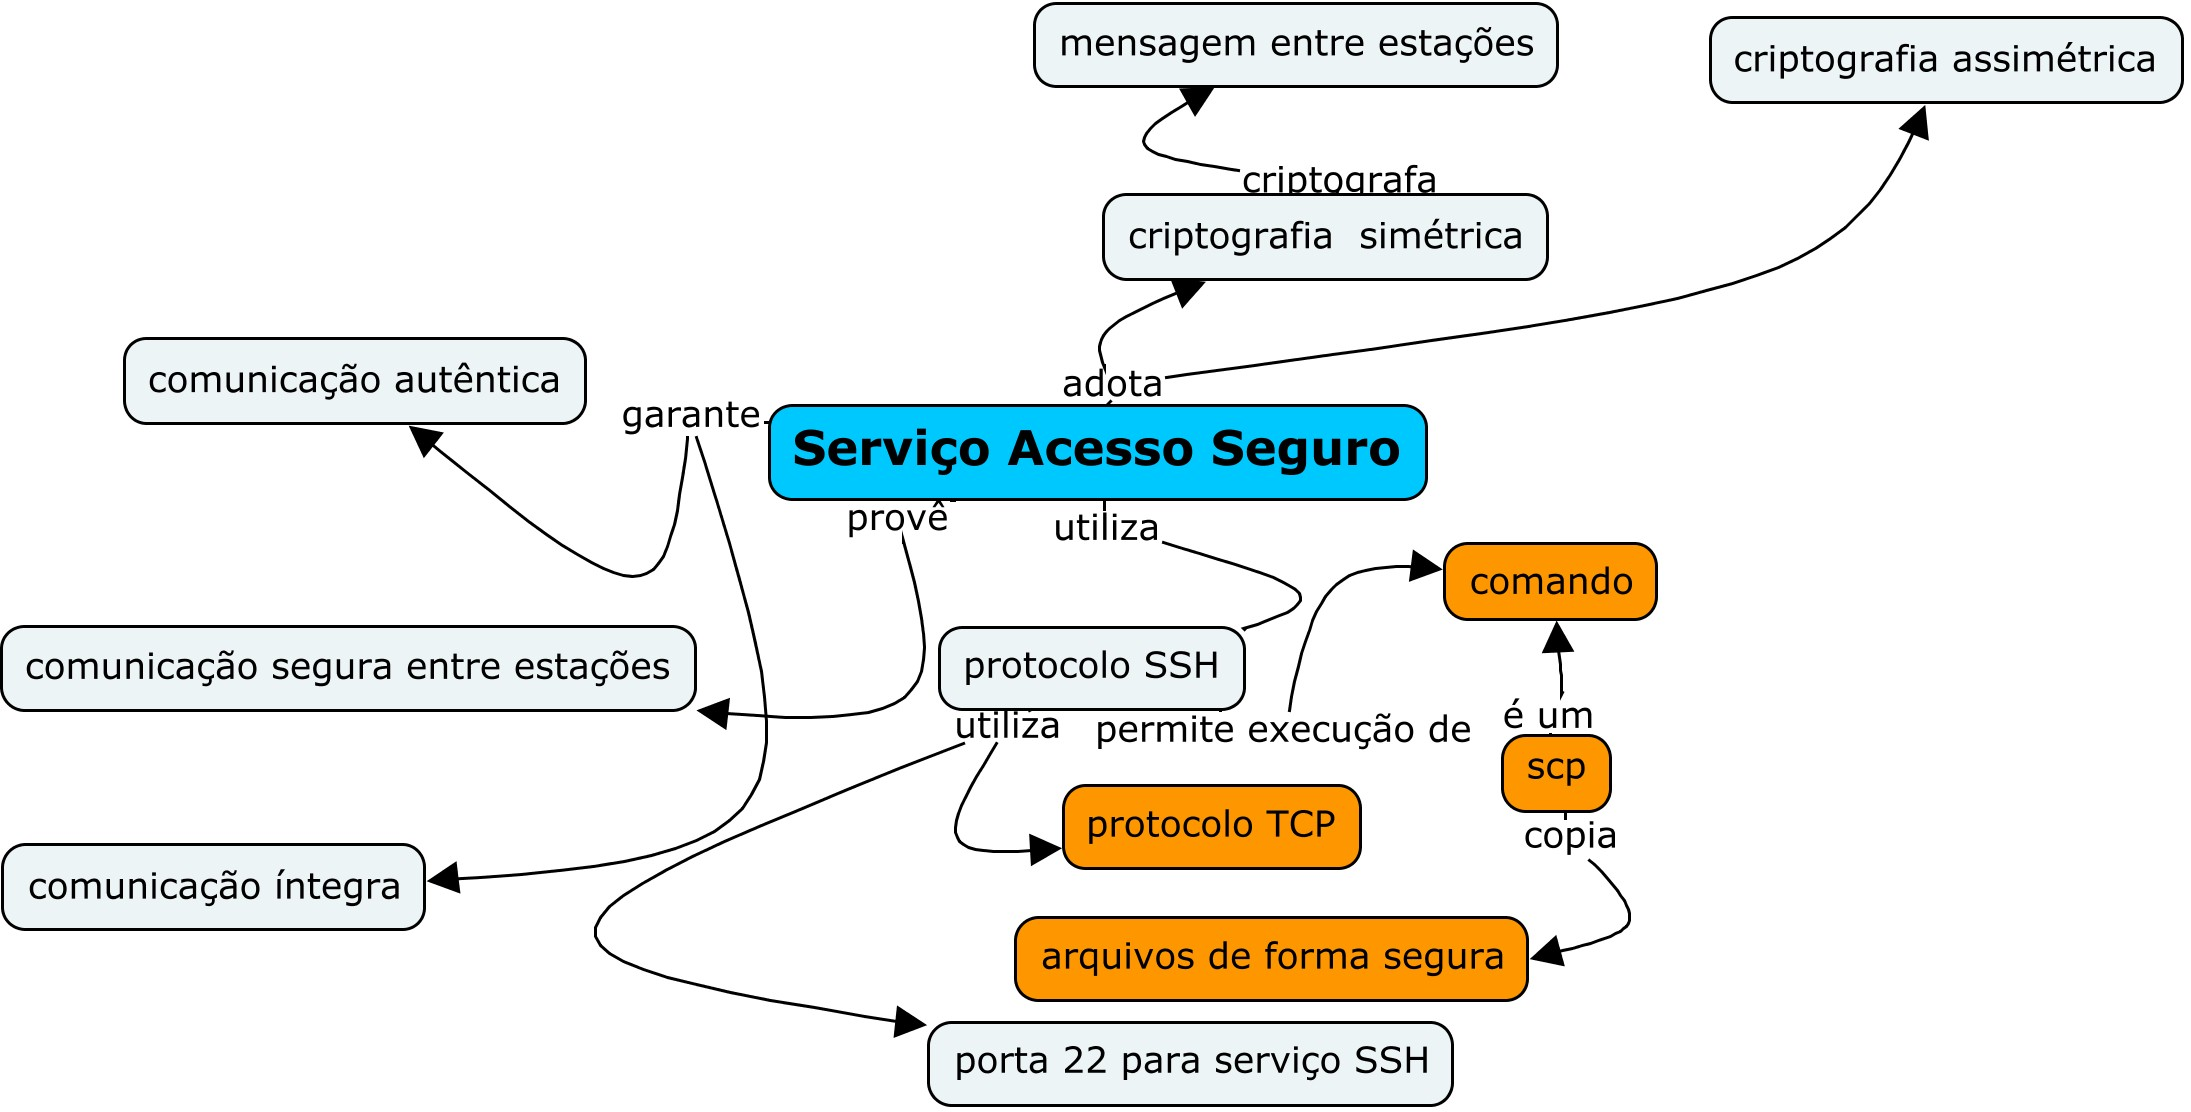 mensagem entre estações
criptografia assimétrica
criptografa
criptografia  simétrica
comunicação autêntica
adota
garante
Serviço Acesso Seguro
provê
utiliza
comando
comunicação segura entre estações
protocolo SSH
utiliza
permite execução de
é um
scp
protocolo TCP
copia
comunicação íntegra
arquivos de forma segura
porta 22 para serviço SSH